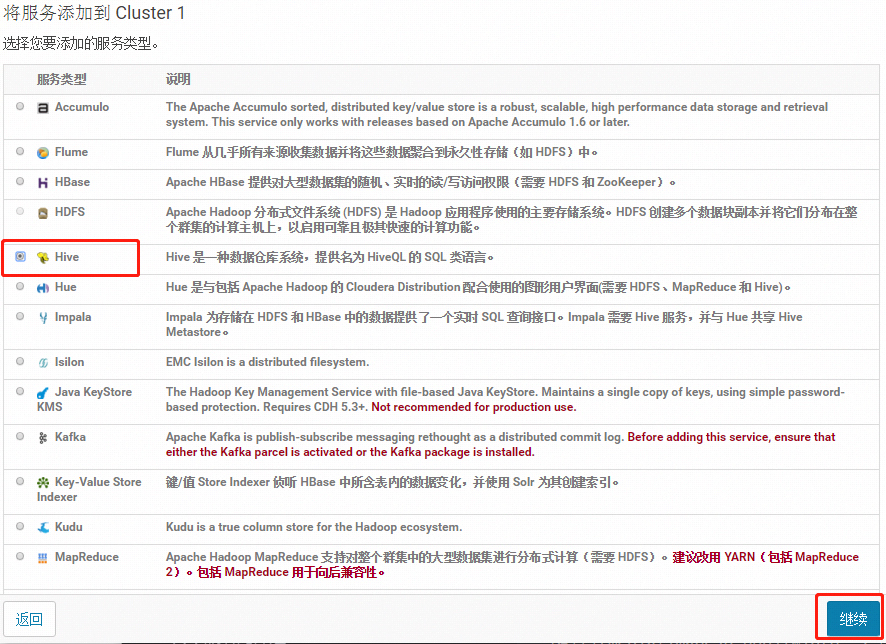 将服务添加到 Cluster 1
选择您要添加的服务类型。
服务类型 说明
Accumulo The Apache Accumulo sorted, distributed key/value store is a robust, scalable, high performance data storage and retrieval
system. This service only works with releases based on Apache Accumulo 1.6 or later.
Flume Flume 从几乎所有来源收集数据并将这些数据聚合到永久性存储（如 HDFS）中。
HBase Apache HBase 提供对大型数据集的随机、实时的读/写访问权限（需要 HDFS 和 ZooKeeper）。
HDFS Apache Hadoop 分布式文件系统 (HDFS) 是 Hadoop 应用程序使用的主要存储系统。HDFS 创建多个数据块副本并将它们分布在整
个群集的计算主机上，以启用可靠且极其快速的计算功能。
Hive Hive 是一种数据仓库系统，提供名为 HiveQL 的 SQL 类语言。
Hue Hue 是与包括 Apache Hadoop 的 Cloudera Distribution 配合使用的图形用户界面(需要 HDFS、MapReduce 和 Hive)。
Impala Impala 为存储在 HDFS 和 HBase 中的数据提供了一个实时 SQL 查询接口。Impala 需要 Hive 服务，并与 Hue 共享 Hive
Metastore。
Isilon EMC Isilon is a distributed filesystem.
Java KeyStore The Hadoop Key Management Service with file-based Java KeyStore. Maintains a single copy of keys, using simple password-
KMS based protection. Requires CDH 5.3+. Not recommended for production use.
Kafka Apache Kafka is publish-subscribe messaging rethought as a distributed commit log. Before adding this service, ensure that
either the Kafka parcel is activated or the Kafka package is installed.
Key-Value Store 键/值 Store Indexer 侦听 HBase 中所含表内的数据变化，并使用 Solr 为其创建索引。
Indexer
Kudu Kudu is a true column store for the Hadoop ecosystem.
MapReduce Apache Hadoop MapReduce 支持对整个群集中的大型数据集进行分布式计算（需要 HDFS）。建议改用 YARN（包括 MapReduce
2）。包括 MapReduce 用于向后兼容性。
返回 继续